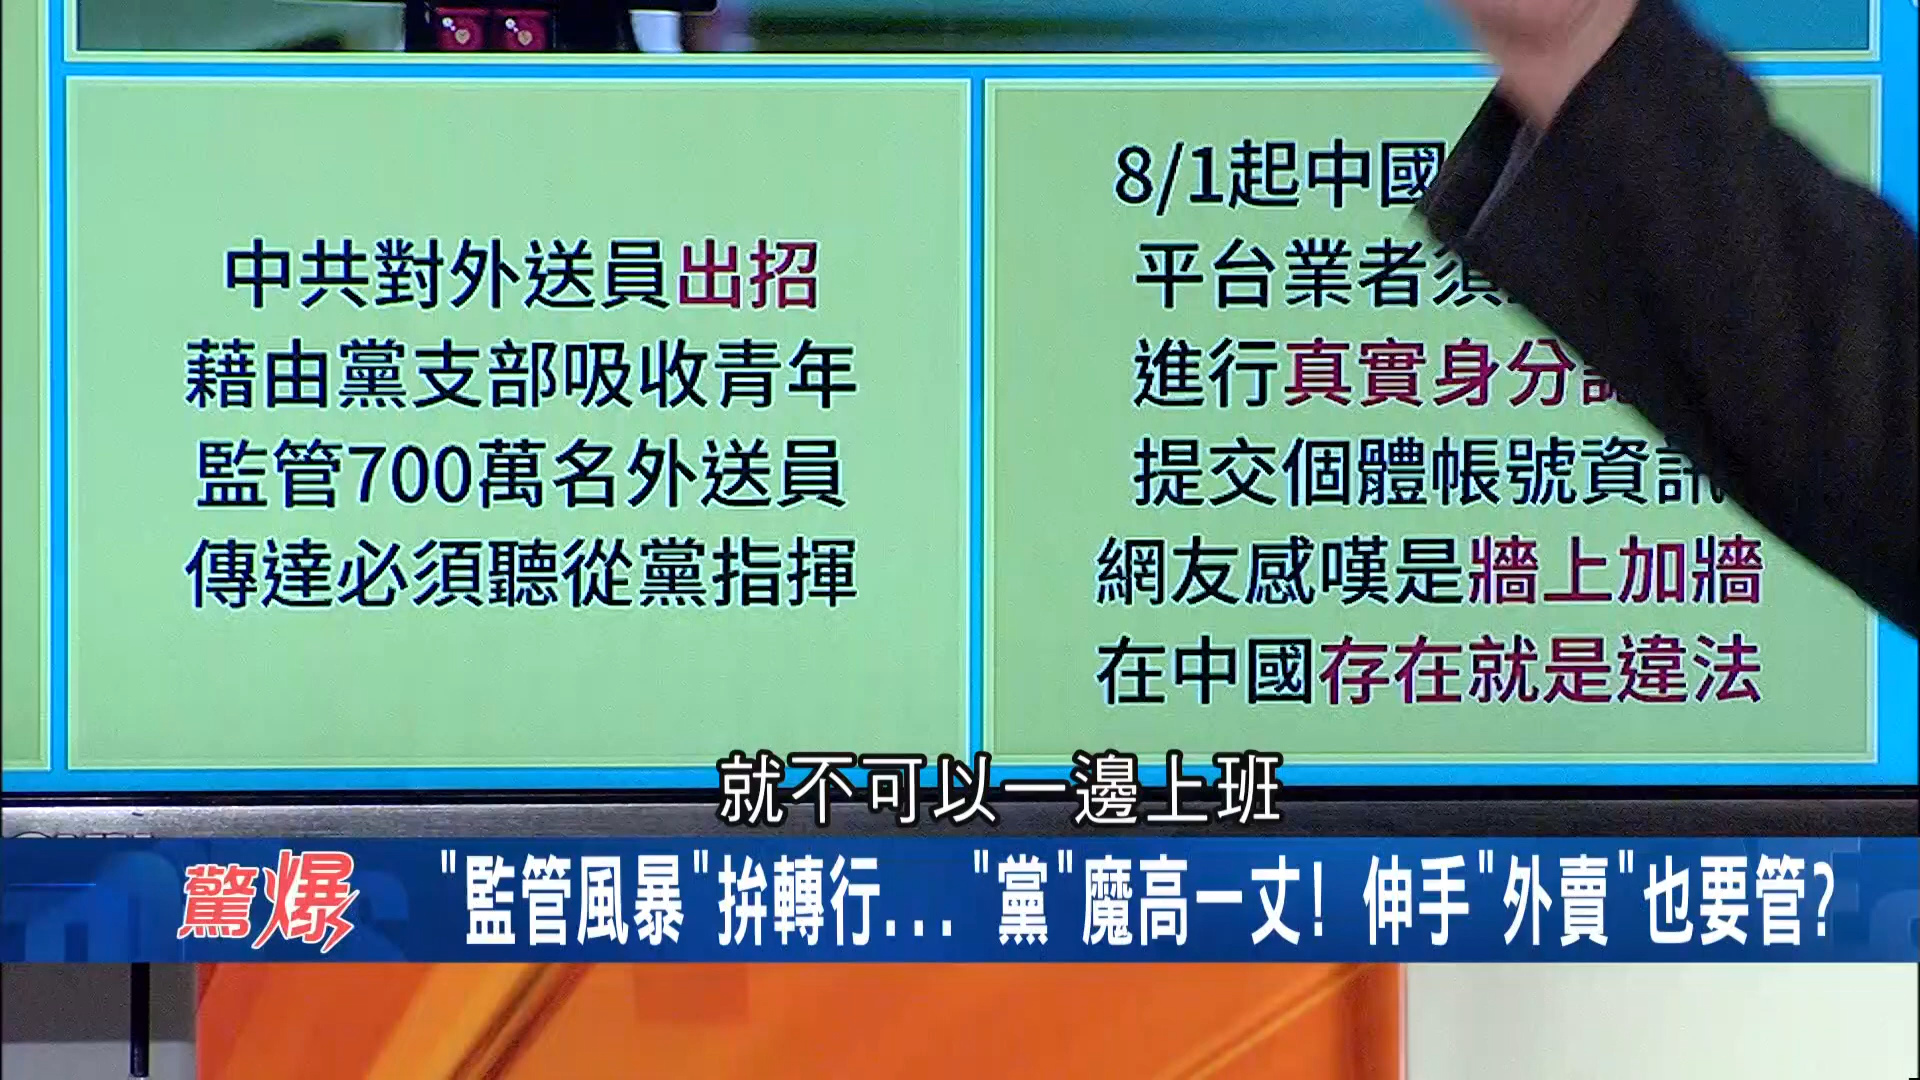 中共對外送員出招
藉由黨支部吸收青年
監管700萬名外送員
傳達必須聽從黨指揮
8/1起中國
平台業者須
進行真實身分
提交個體帳號資訊
網友感嘆是牆上加牆
在中國存在就是違法
就不可以一邊上班
驚爆
"監管風暴"拚轉行... "黨"魔高一丈! 伸手"外賣"也要管?